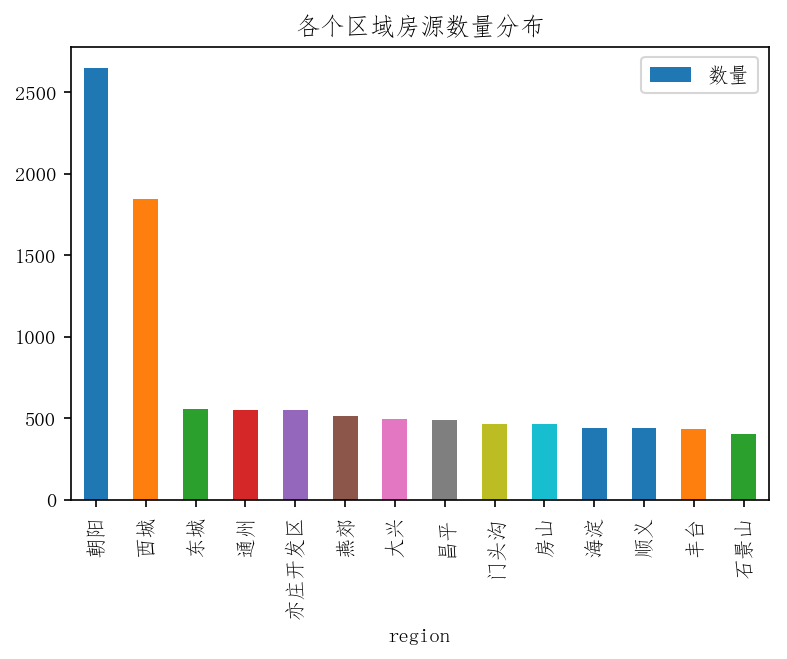 各个区域房源数量分布
数量
2500
2000
1500
1000
500
0
朝阳
西城
东城
通州
亦庄开发区
燕郊
大兴
昌平
门头沟
房山
海淀
顺义
丰台
石景山
region